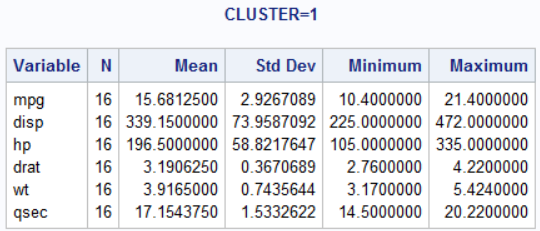 CLUSTER=1
Variable N Mean Std Dev Minimum Maximum
mpg 16 15.6812500 2.9267089 10.4000000 21.4000000
disp 16 339.1500000 73.9587092 225.0000000 472.0000000
hp 16 196.5000000 58.8217647 105.0000000 335.0000000
drat 16 3.1906250 0.3670689 2.7600000 4.2200000
wt 16 3.9165000 0.7435644 3.1700000 5.4240000
qsec 16 17.1543750 1.5332622 14.5000000 20.2200000